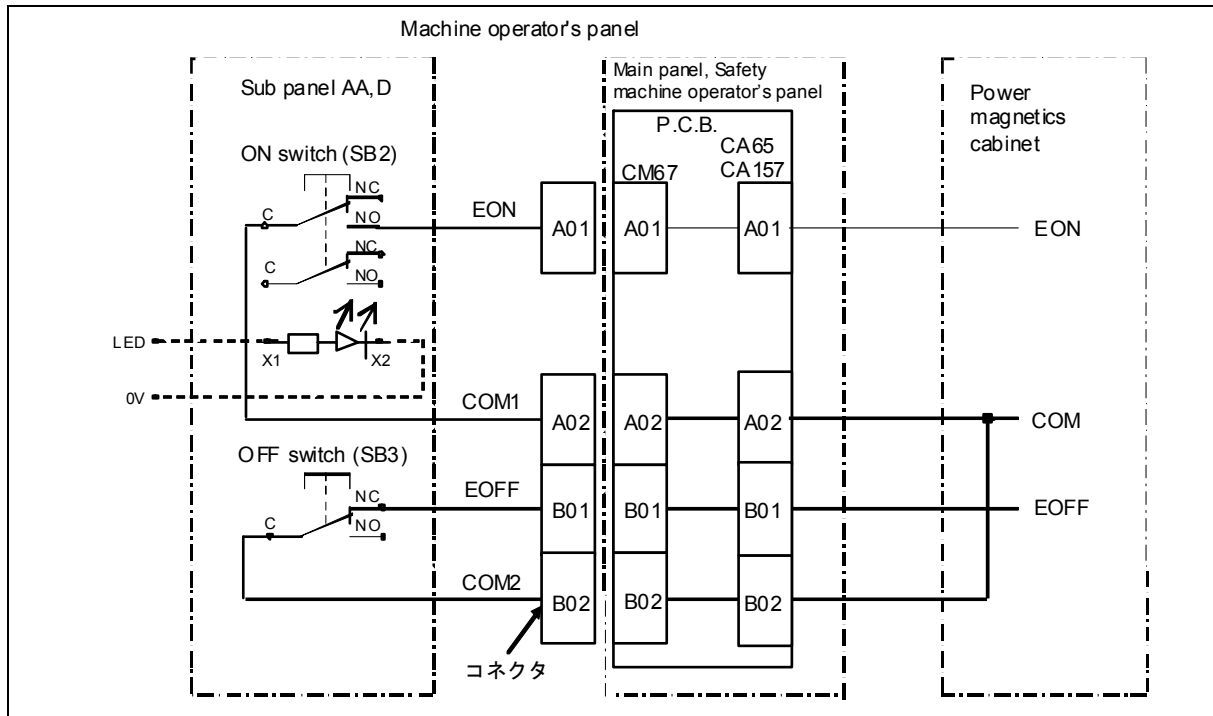 Machine operator's panel
Sub panel AA,D
Main panel, Safety
machine operator's panel
Power
magnetics
cabinet
P.C.B.
CA65
CM67
CA157
ON switch (SB2)
NC
C
NO
EON
A01
A01
A01
EON
NC
C
NO
LED
X1
X2
0V
COM1
A02
A02
A02
COM
OFF switch (SB3)
NC
EOFF
B01
B01
B01
EOFF
C
NO
COM2
B02
B02
B02
コネクタ